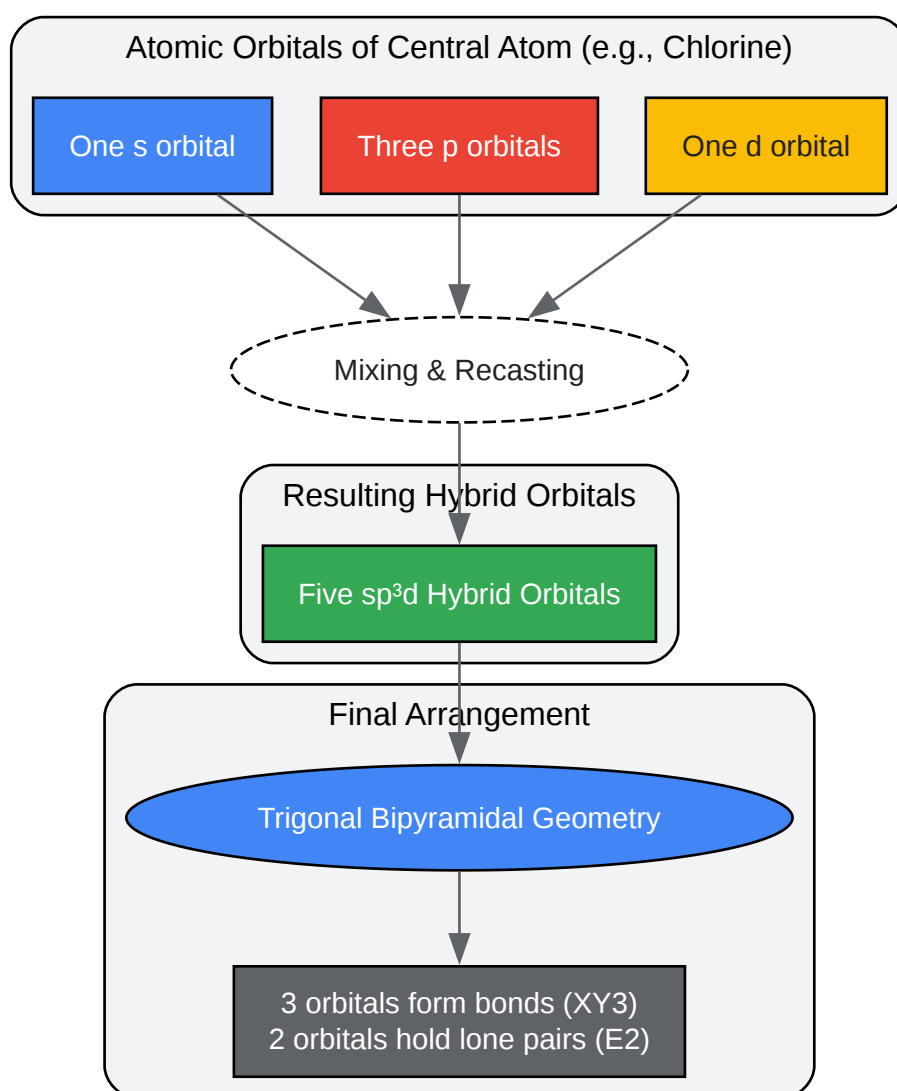 Atomic Orbitals of Central Atom (e.g., Chlorine)
One s orbital
Three p orbitals
One d orbital
Mixing & Recasting
Resulting Hybrid Orbitals
Five sp³d Hybrid Orbitals
Final Arrangement
Trigonal Bipyramidal Geometry
3 orbitals form bonds (XY3)
2 orbitals hold lone pairs (E2)